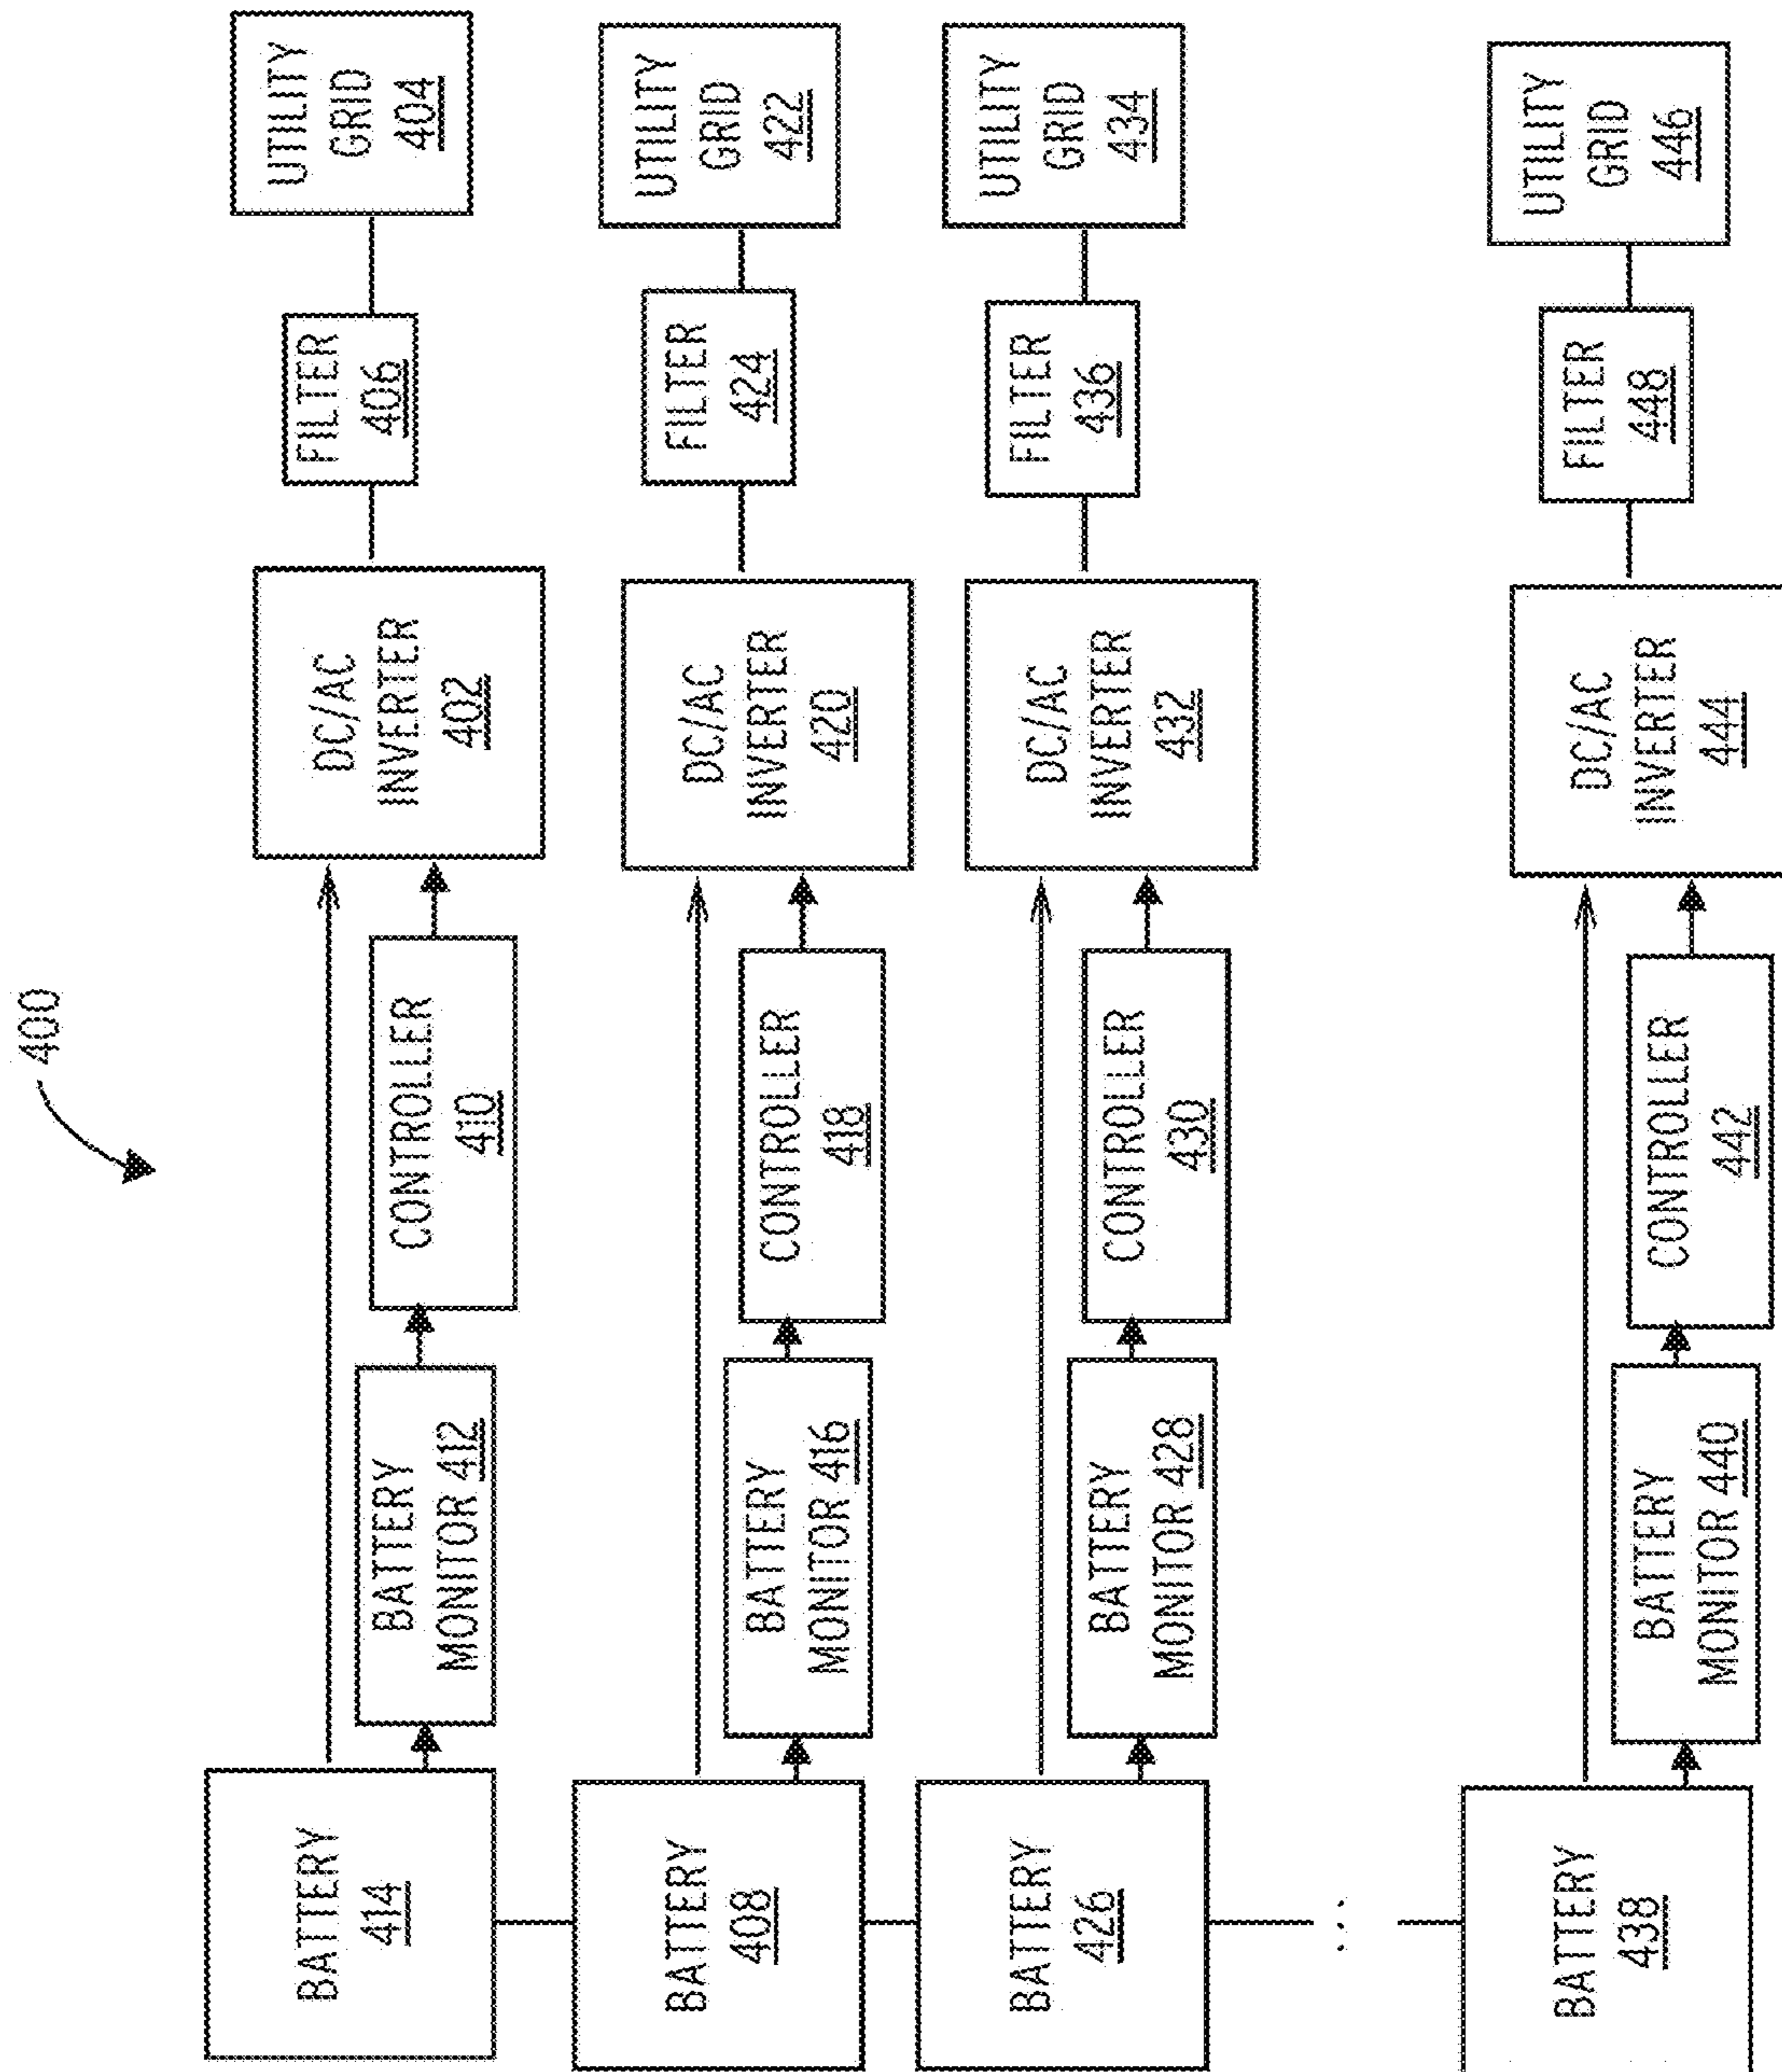 400
BATTERY
414
BATTERY
MONITOR 412
CONTROLLER
410
DC/AC
INVERTER
402
FILTER
406
UTILITY
GRID
404
BATTERY
408
BATTERY
MONITOR 416
CONTROLLER
418
DC/AC
INVERTER
420
FILTER
424
UTILITY
GRID
422
BATTERY
426
BATTERY
MONITOR 428
CONTROLLER
430
DC/AC
INVERTER
432
FILTER
436
UTILITY
GRID
434
...
BATTERY
438
BATTERY
MONITOR 440
CONTROLLER
442
DC/AC
INVERTER
444
FILTER
448
UTILITY
GRID
446